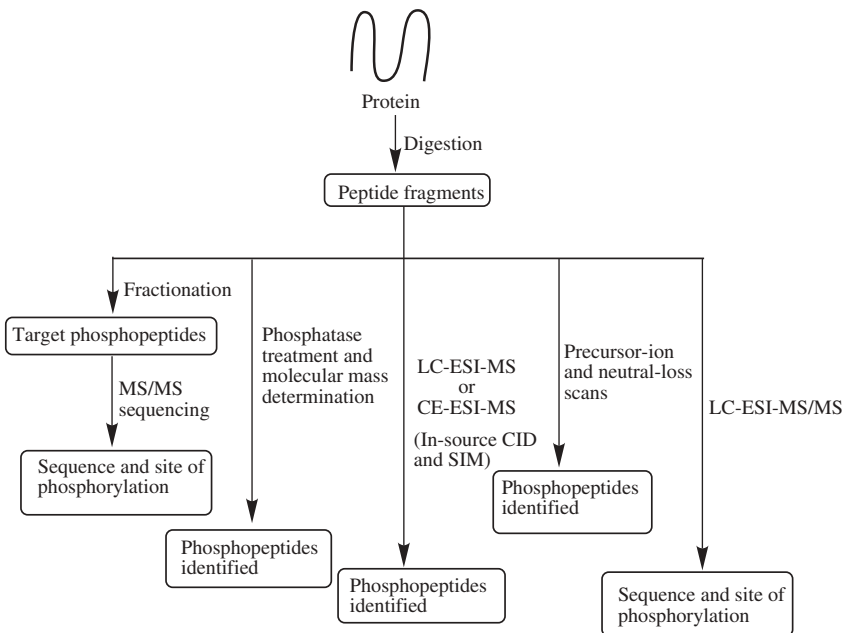 Protein
Digestion
Peptide fragments
Fractionation
Target phosphopeptides
MS/MS
sequencing
Sequence and site of
phosphorylation
Phosphatase
treatment and
molecular mass
determination
Phosphopeptides
identified
LC-ESI-MS
or
CE-ESI-MS
(In-source CID
and SIM)
Phosphopeptides
identified
Precursor-ion
and neutral-loss
scans
Phosphopeptides
identified
LC-ESI-MS/MS
Sequence and site of
phosphorylation